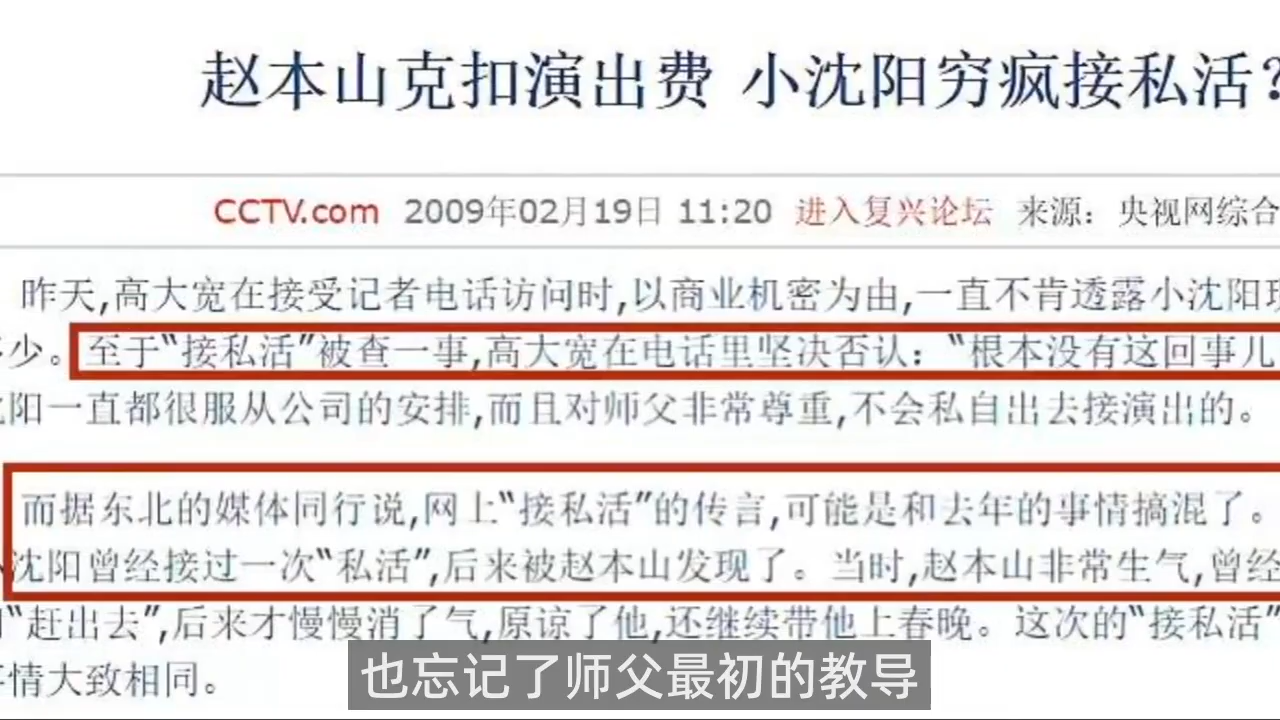 赵本山克扣演出费 小沈阳穷疯接私活?
CCTV.com 2009年02月19日 11:20 进入复兴论坛 来源：央视网综合
昨天,高大宽在接受记者电话访问时,以商业机密为由,一直不肯透露小沈阳
少。至于“接私活”被查一事,高大宽在电话里坚决否认：“根本没有这回事儿
阳一直都很服从公司的安排,而且对师父非常尊重,不会私自出去接演出的。
而据东北的媒体同行说,网上“接私活”的传言,可能是和去年的事情搞混了。
沈阳曾经接过一次“私活”,后来被赵本山发现了。当时,赵本山非常生气,曾经
“赶出去”,后来才慢慢消了气,原谅了他,还继续带他上春晚。这次的“接私活”
情大致相同。
也忘记了师父最初的教导